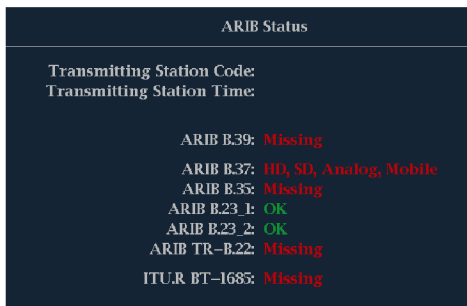 ARIB Status
Transmitting Station Code:
Transmitting Station Time:
ARIB B.39: Missing
ARIB B.37: HD, SD, Analog, Mobile
ARIB B.35: Missing
ARIB B.23_1: OK
ARIB B.23_2: OK
ARIB TR-B.22: Missing
ITU.R BT-1685: Missing